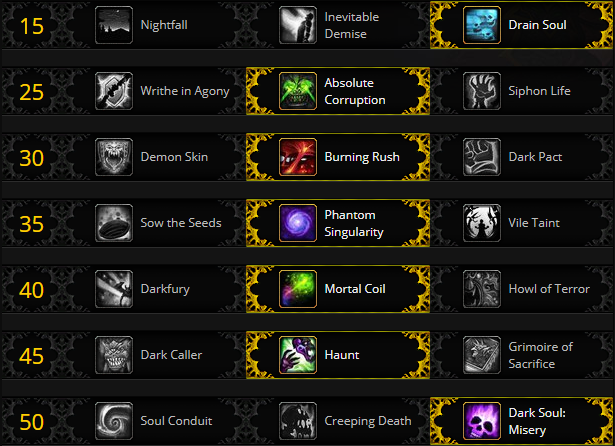 15 Nightfall Inevitable Demise Drain Soul
25 Writhe in Agony Absolute Corruption Siphon Life
30 Demon Skin Burning Rush Dark Pact
35 Sow the Seeds Phantom Singularity Vile Taint
40 Darkfury Mortal Coil Howl of Terror
45 Dark Caller Haunt Grimoire of Sacrifice
50 Soul Conduit Creeping Death Dark Soul: Misery